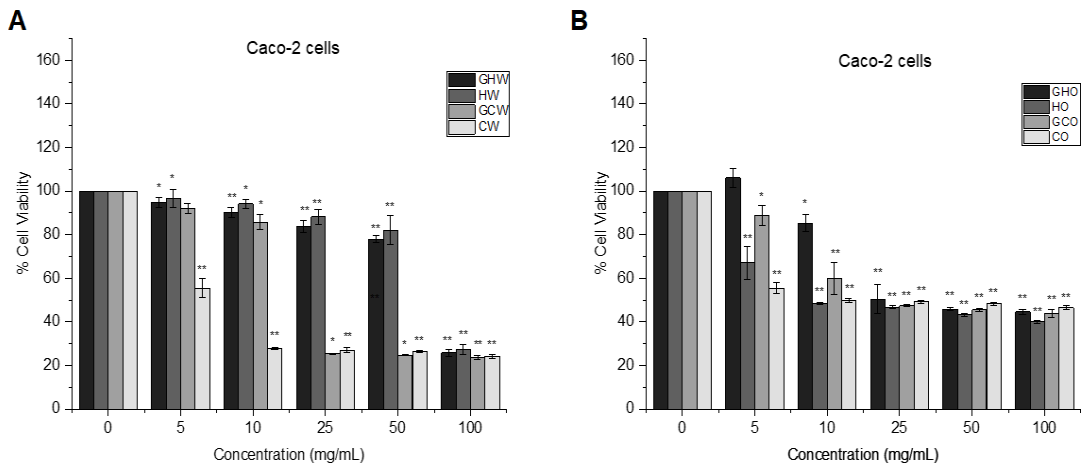 A
Caco-2 cells
GHW
HW
GCW
CW
% Cell Viability
160
140
120
100
80
60
40
20
0
* * ** * ** * * ** ** ** ** ** ** * ** * ** ** ** ** **
0 5 10 25 50 100
Concentration (mg/mL)
B
Caco-2 cells
GHO
HO
GCO
CO
% Cell Viability
160
140
120
100
80
60
40
20
0
** * ** * ** ** ** ** ** ** ** ** ** ** ** ** ** ** **
0 5 10 25 50 100
Concentration (mg/mL)